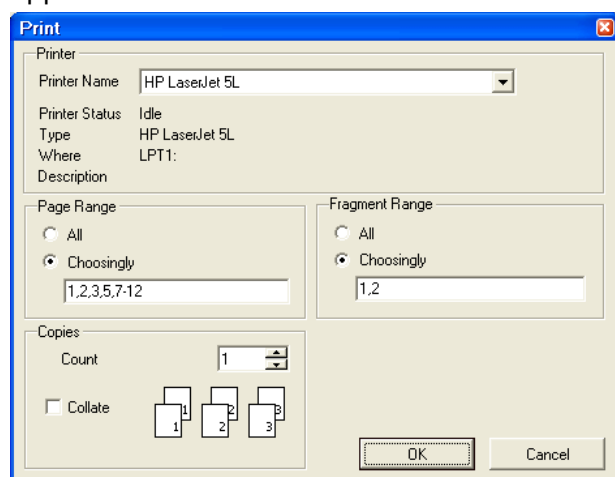 Print
Printer
Printer Name HP LaserJet 5L
Printer Status Idle
Type HP LaserJet 5L
Where LPT1:
Description
Page Range
All
Choosingly
1,2,3,5,7-12
Fragment Range
All
Choosingly
1,2
Copies
Count 1
Collate
1 1 2 2 3 3
OK Cancel